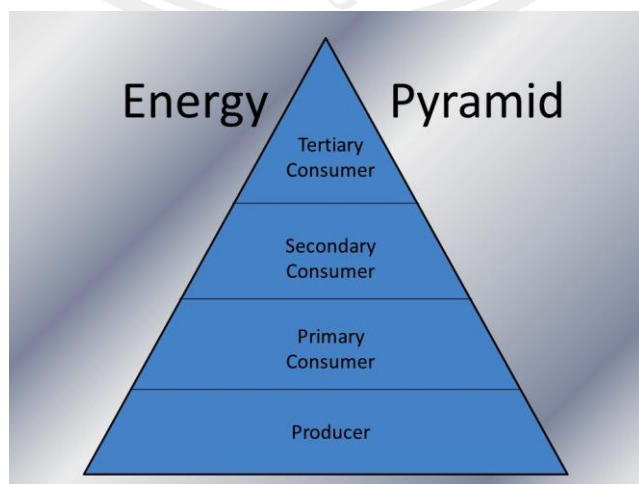 Energy Pyramid
Tertiary
Consumer
Secondary
Consumer
Primary
Consumer
Producer